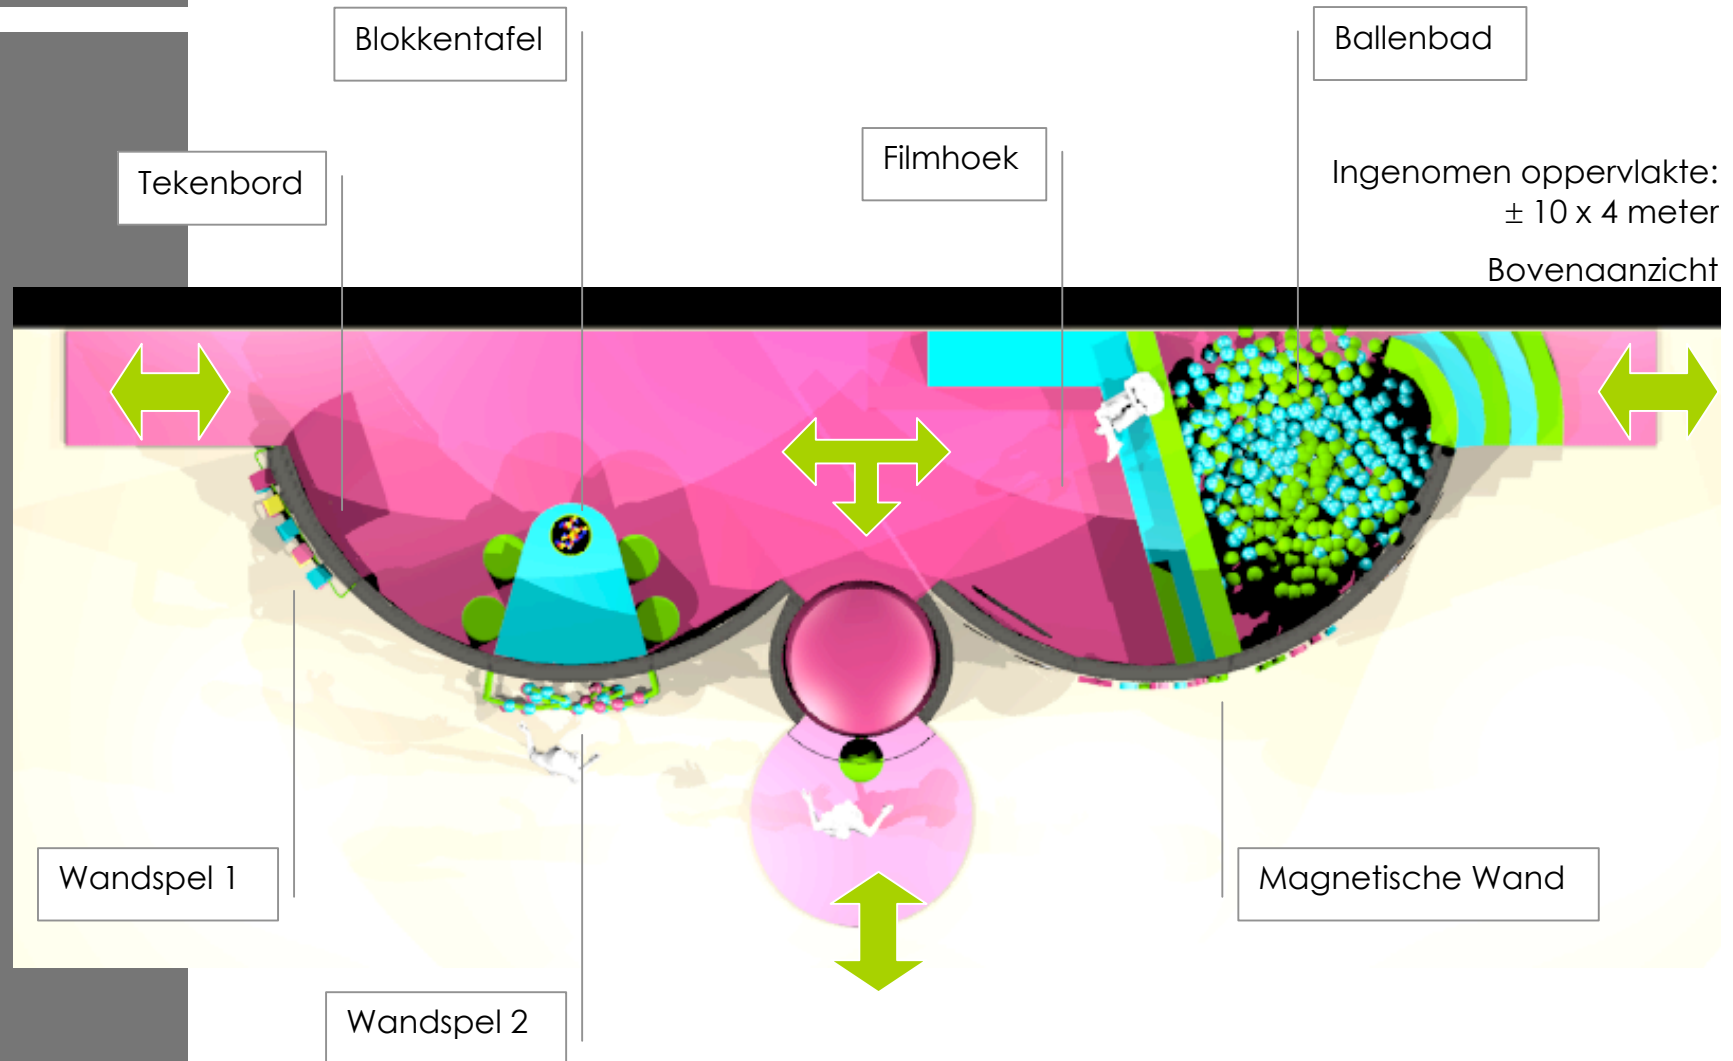 Blokkentafel
Ballenbad
Filmhoek
Tekenbord
Ingenomen oppervlakte:
± 10 x 4 meter
Bovenaanzicht
Wandspel 1
Magnetische Wand
Wandspel 2